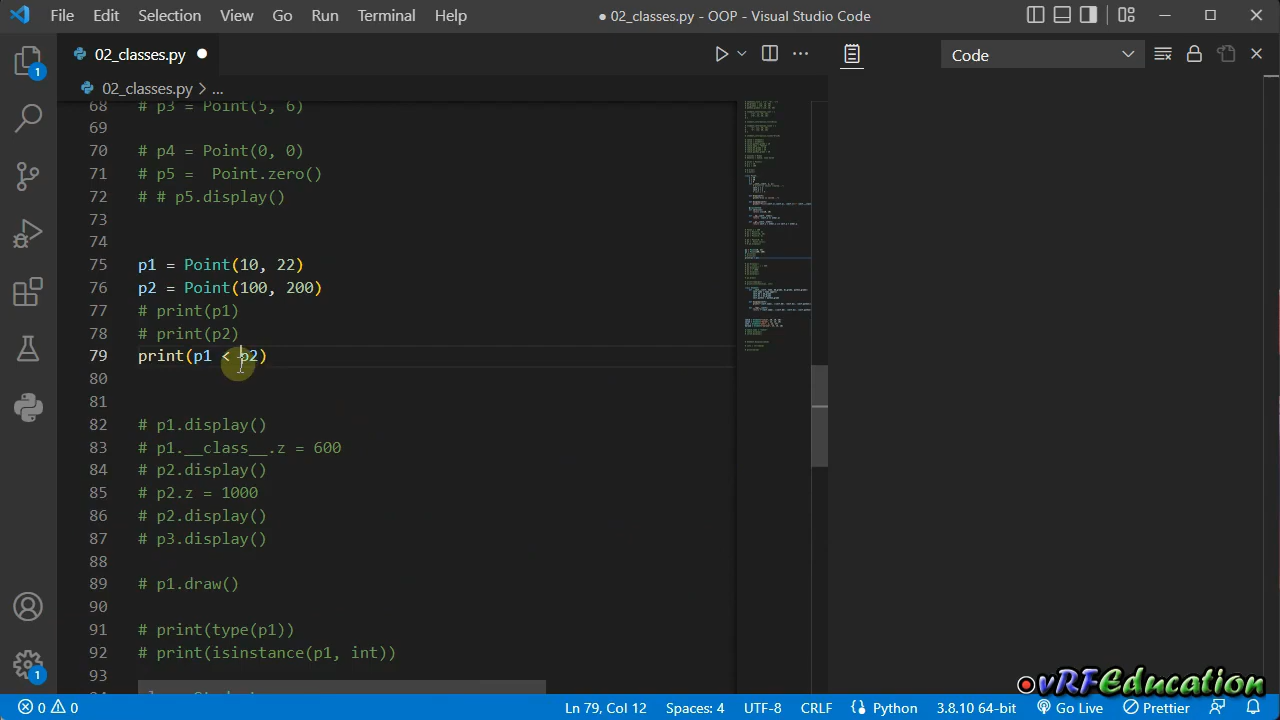 File Edit Selection View Go Run Terminal Help ● 02_classes.py - OOP - Visual Studio Code
02_classes.py
Code
02_classes.py > ...
68 # p3 = Point(5, 6)
69
70 # p4 = Point(0, 0)
71 # p5 =  Point.zero()
72 # # p5.display()
73
74
75 p1 = Point(10, 22)
76 p2 = Point(100, 200)
77 # print(p1)
78 # print(p2)
79 print(p1 < p2)
80
81
82 # p1.display()
83 # p1.__class__.z = 600
84 # p2.display()
85 # p2.z = 1000
86 # p2.display()
87 # p3.display()
88
89 # p1.draw()
90
91 # print(type(p1))
92 # print(isinstance(p1, int))
93
1
1
vRFEducation
0 0 Ln 79, Col 12 Spaces: 4 UTF-8 CRLF Python 3.8.10 64-bit Go Live Prettier